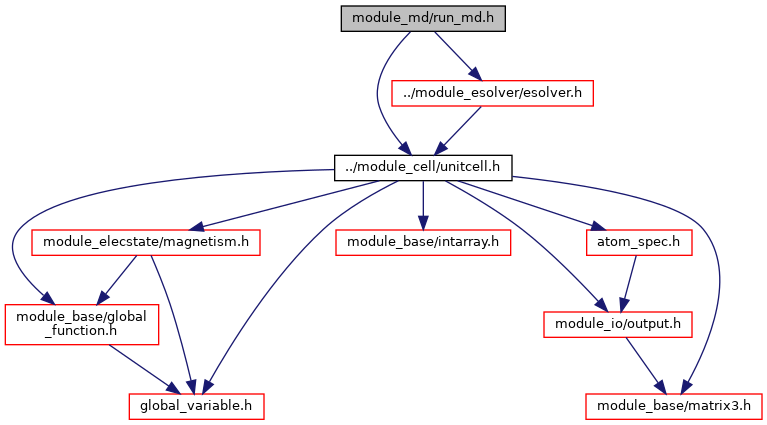 module_md/run_md.h
../module_esolver/esolver.h
../module_cell/unitcell.h
module_elecstate/magnetism.h
module_base/intarray.h
atom_spec.h
module_base/global
_function.h
module_io/output.h
global_variable.h
module_base/matrix3.h